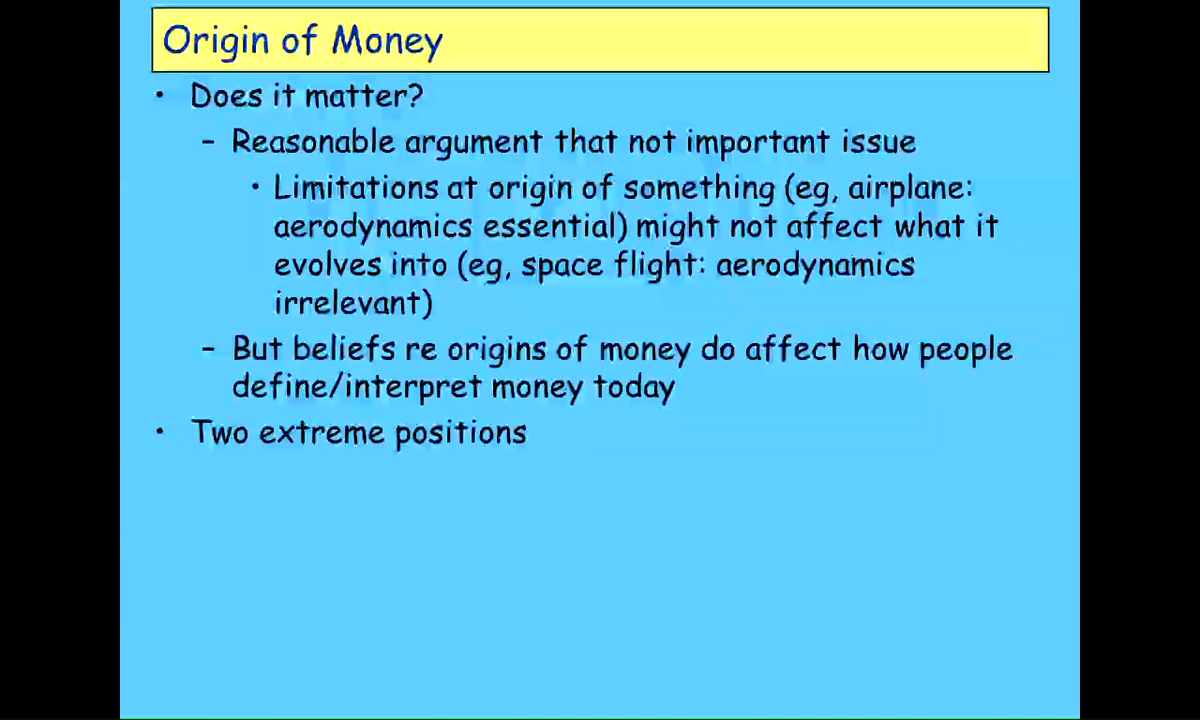 Origin of Money
• Does it matter?
– Reasonable argument that not important issue
• Limitations at origin of something (eg, airplane:
aerodynamics essential) might not affect what it
evolves into (eg, space flight: aerodynamics
irrelevant)
– But beliefs re origins of money do affect how people
define/interpret money today
• Two extreme positions